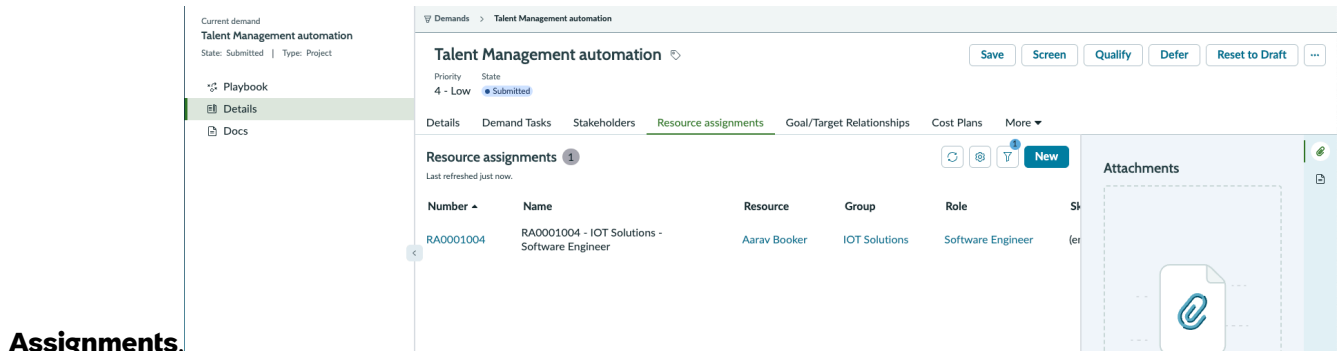 Current demand
Talent Management automation
State: Submitted | Type: Project
Playbook
Details
Docs
Demands > Talent Management automation
Talent Management automation
Save Screen Qualify Defer Reset to Draft ...
Priority State
4 - Low Submitted
Details Demand Tasks Stakeholders Resource assignments Goal/Target Relationships Cost Plans More
Resource assignments 1
1
New
Last refreshed just now.
Attachments
Number Name Resource Group Role Sk
RA0001004 RA0001004 - IOT Solutions - Software Engineer Aarav Booker IOT Solutions Software Engineer (er
Assignments.